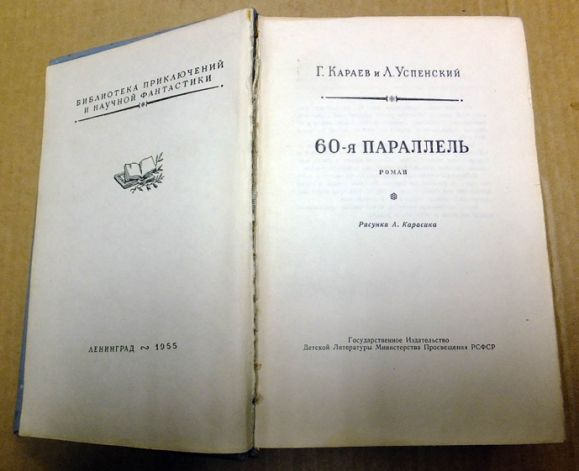 БИБЛИОТЕКА ПРИКЛЮЧЕНИЙ
И НАУЧНОЙ ФАНТАСТИКИ
ЛЕНИНГРАД ~ 1955
Г. КАРАЕВ И Л. УСПЕНСКИЙ
60-я ПАРАЛЛЕЛЬ
РОМАН
Рисунки А. Карасика
Государственное Издательство
Детской Литературы Министерства Просвещения РСФСР